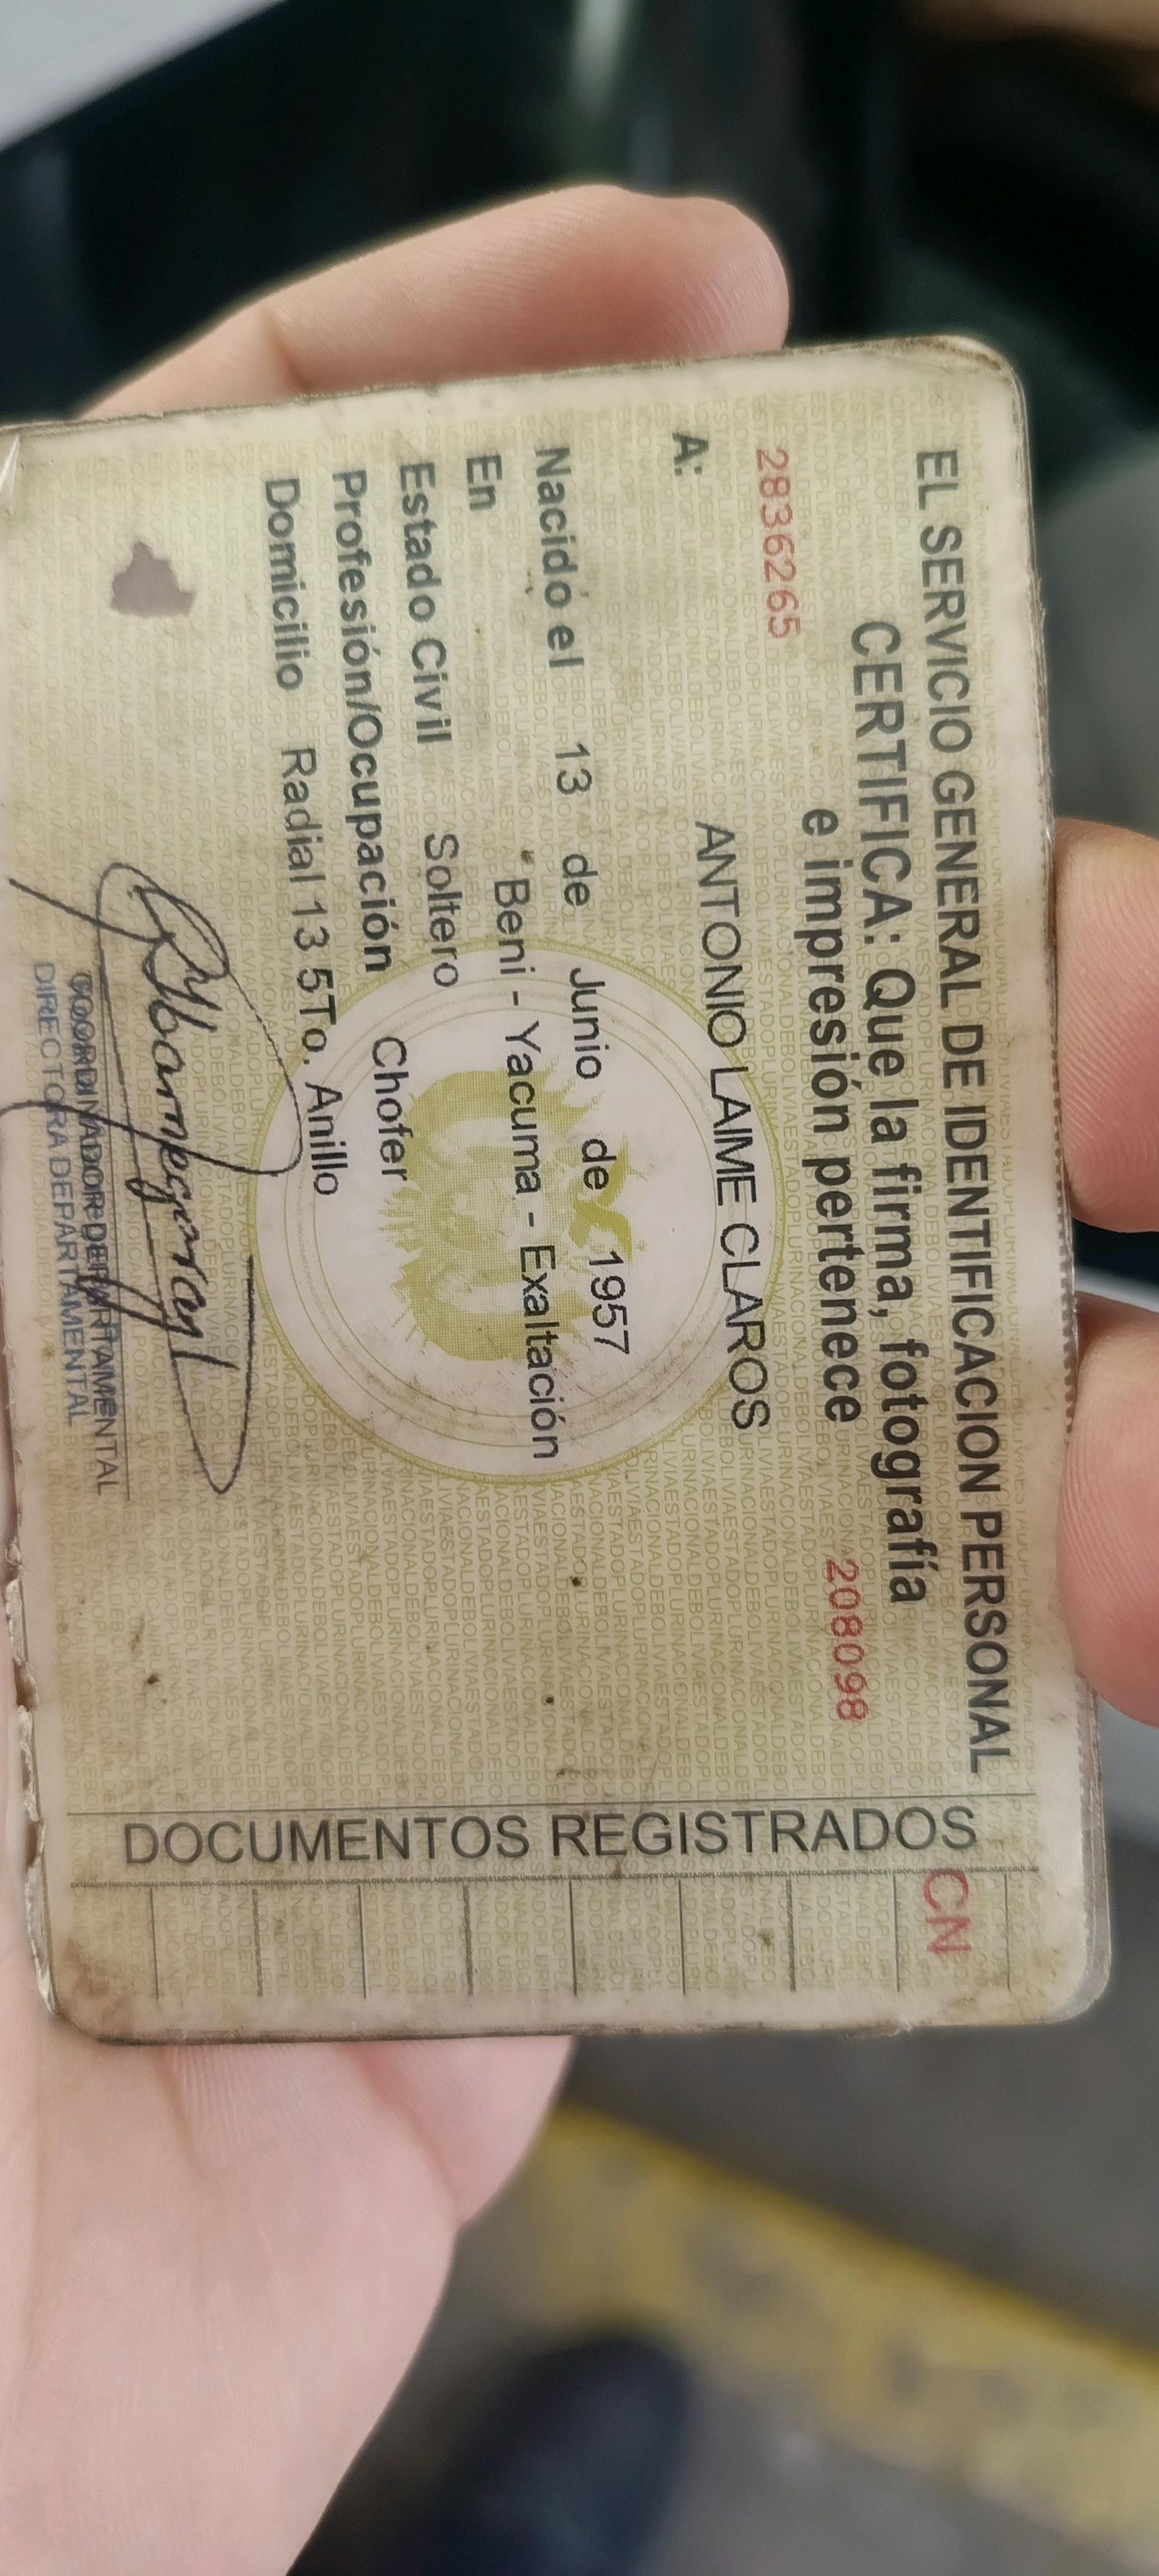 EL SERVICIO GENERAL DE IDENTIFICACION PERSONAL
CERTIFICA: Que la firma, fotografía
e impresión pertenece
2836265
208098
A: ANTONIO LAIME CLAROS
Nacido el 13 de Junio de 1957
En Beni - Yacuma - Exaltación
Estado Civil Soltero
Profesión/Ocupación Chofer
Domicilio Radial 13 5To. Anillo
COORDINADOR DEPARTAMENTAL
DIRECTORA DEPARTAMENTAL
DOCUMENTOS REGISTRADOS
CN